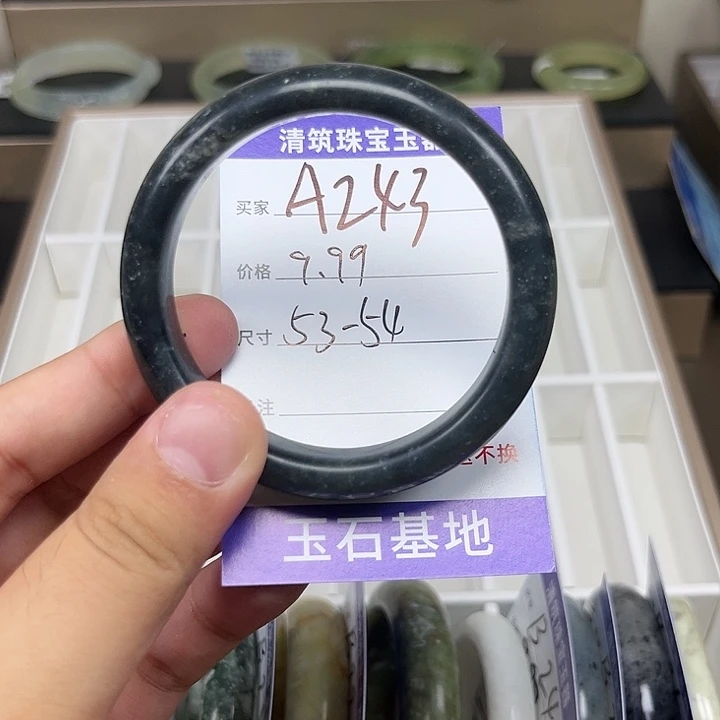 清筑珠宝玉器
买家 A243
价格 9.99
尺寸 53-54
注
不换
玉石基地
B24